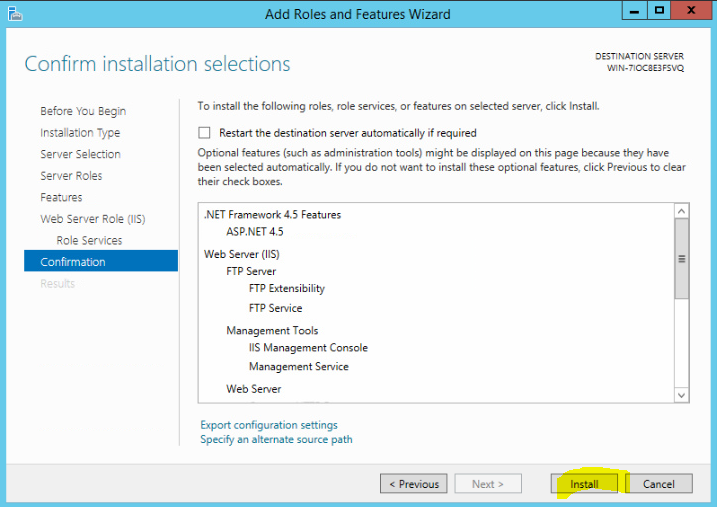 Add Roles and Features Wizard
Confirm installation selections
DESTINATION SERVER
WIN-7IOC8E3FSVQ
Before You Begin
Installation Type
Server Selection
Server Roles
Features
Web Server Role (IIS)
Role Services
Confirmation
Results
To install the following roles, role services, or features on selected server, click Install.
Restart the destination server automatically if required
Optional features (such as administration tools) might be displayed on this page because they have
been selected automatically. If you do not want to install these optional features, click Previous to clear
their check boxes.
.NET Framework 4.5 Features
ASP.NET 4.5
Web Server (IIS)
FTP Server
FTP Extensibility
FTP Service
Management Tools
IIS Management Console
Management Service
Web Server
Export configuration settings
Specify an alternate source path
< Previous
Next >
Install
Cancel